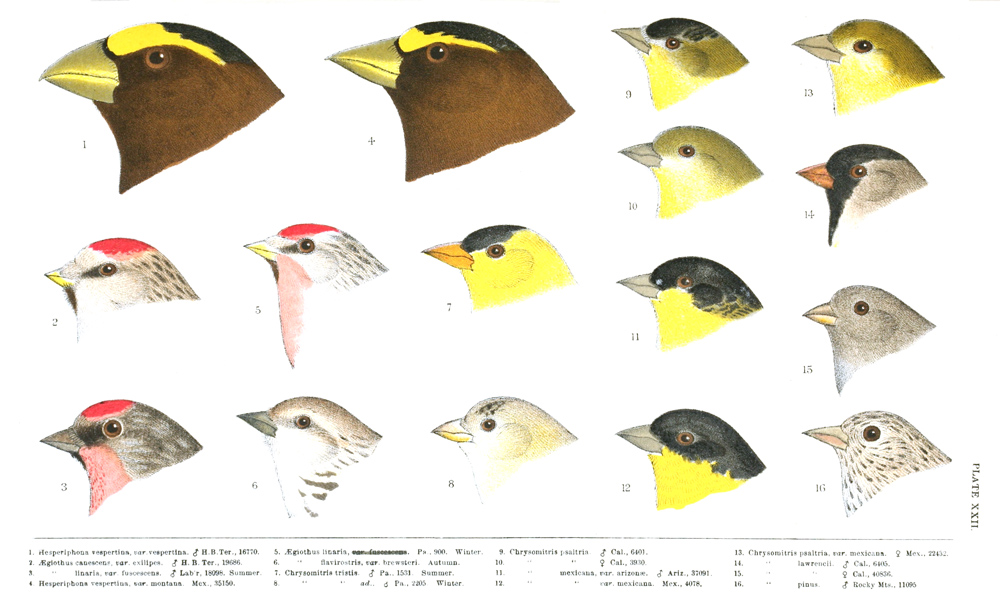 1
4
9
13
10
14
2
5
7
11
15
3
6
8
12
16
PLATE XXII.
1. Hesperiphona vespertina, var. vespertina. ♂ H.B.Ter., 16770.
2. Ægiothus canescens, var. exilipes. ♂ H. B. Ter. 19686.
3. " linaris, var. fuscescens. ♂ Lab'r, 18098. Summer.
4 Hesperiphona vespertina, var. montana. Mex., 35150.
5. Ægiothus linaris, var. fuscescens. Pa., 900. Winter.
6. " flavirostris, var. brewsteri. Autumn.
7. Chrysomitris tristis. ♂ Pa., 1531. Summer.
8 " " ad., ♂ Pa., 2205 Winter.
9. Chrysomitris psaltria ♂ Cal., 6401.
10. " " ♀ Cal., 3930.
11. " mexicana, var. arizonæ. ♂ Ariz., 37091.
12. " " var. mexicana. Mex., 4078,
13. Chrysomitris psaltria, var. mexicana. ♀ Mex., 22452.
14. " lawrencii. ♂ Cal., 6405.
15. " " ♀ Cal., 40836.
16. " pinus. ♂ Rocky Mts., 11095